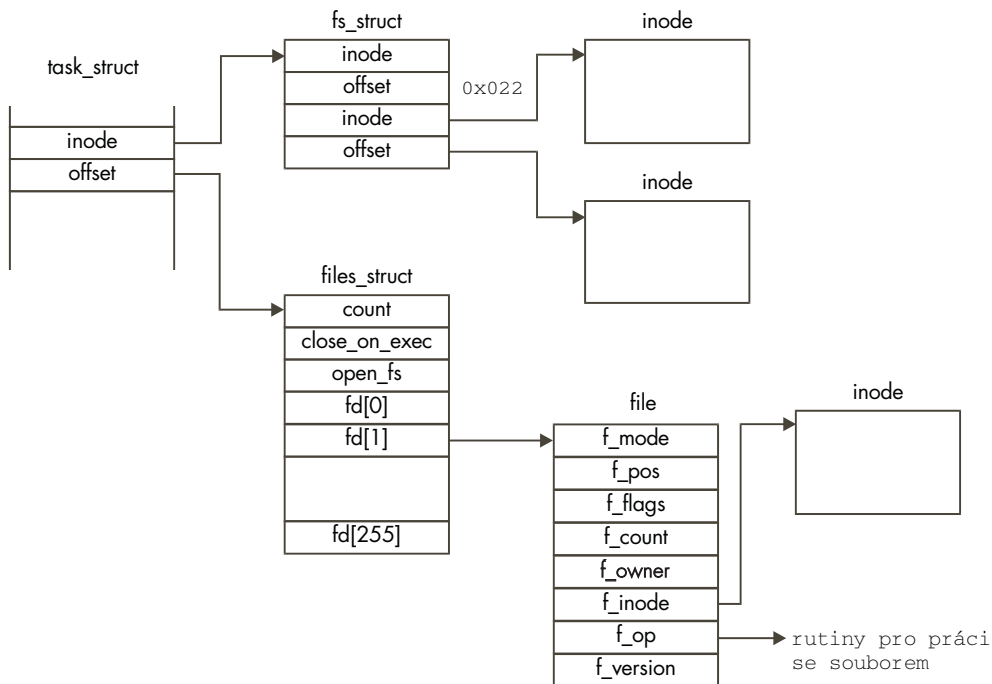 fs_struct
inode
task_struct
inode
offset
0x022
inode
offset
inode
offset
inode
files_struct
count
close_on_exec
open_fs
fd[0]
fd[1]
fd[255]
file
f_mode
f_pos
f_flags
f_count
f_owner
f_inode
f_op
f_version
inode
rutiny pro práci
se souborem